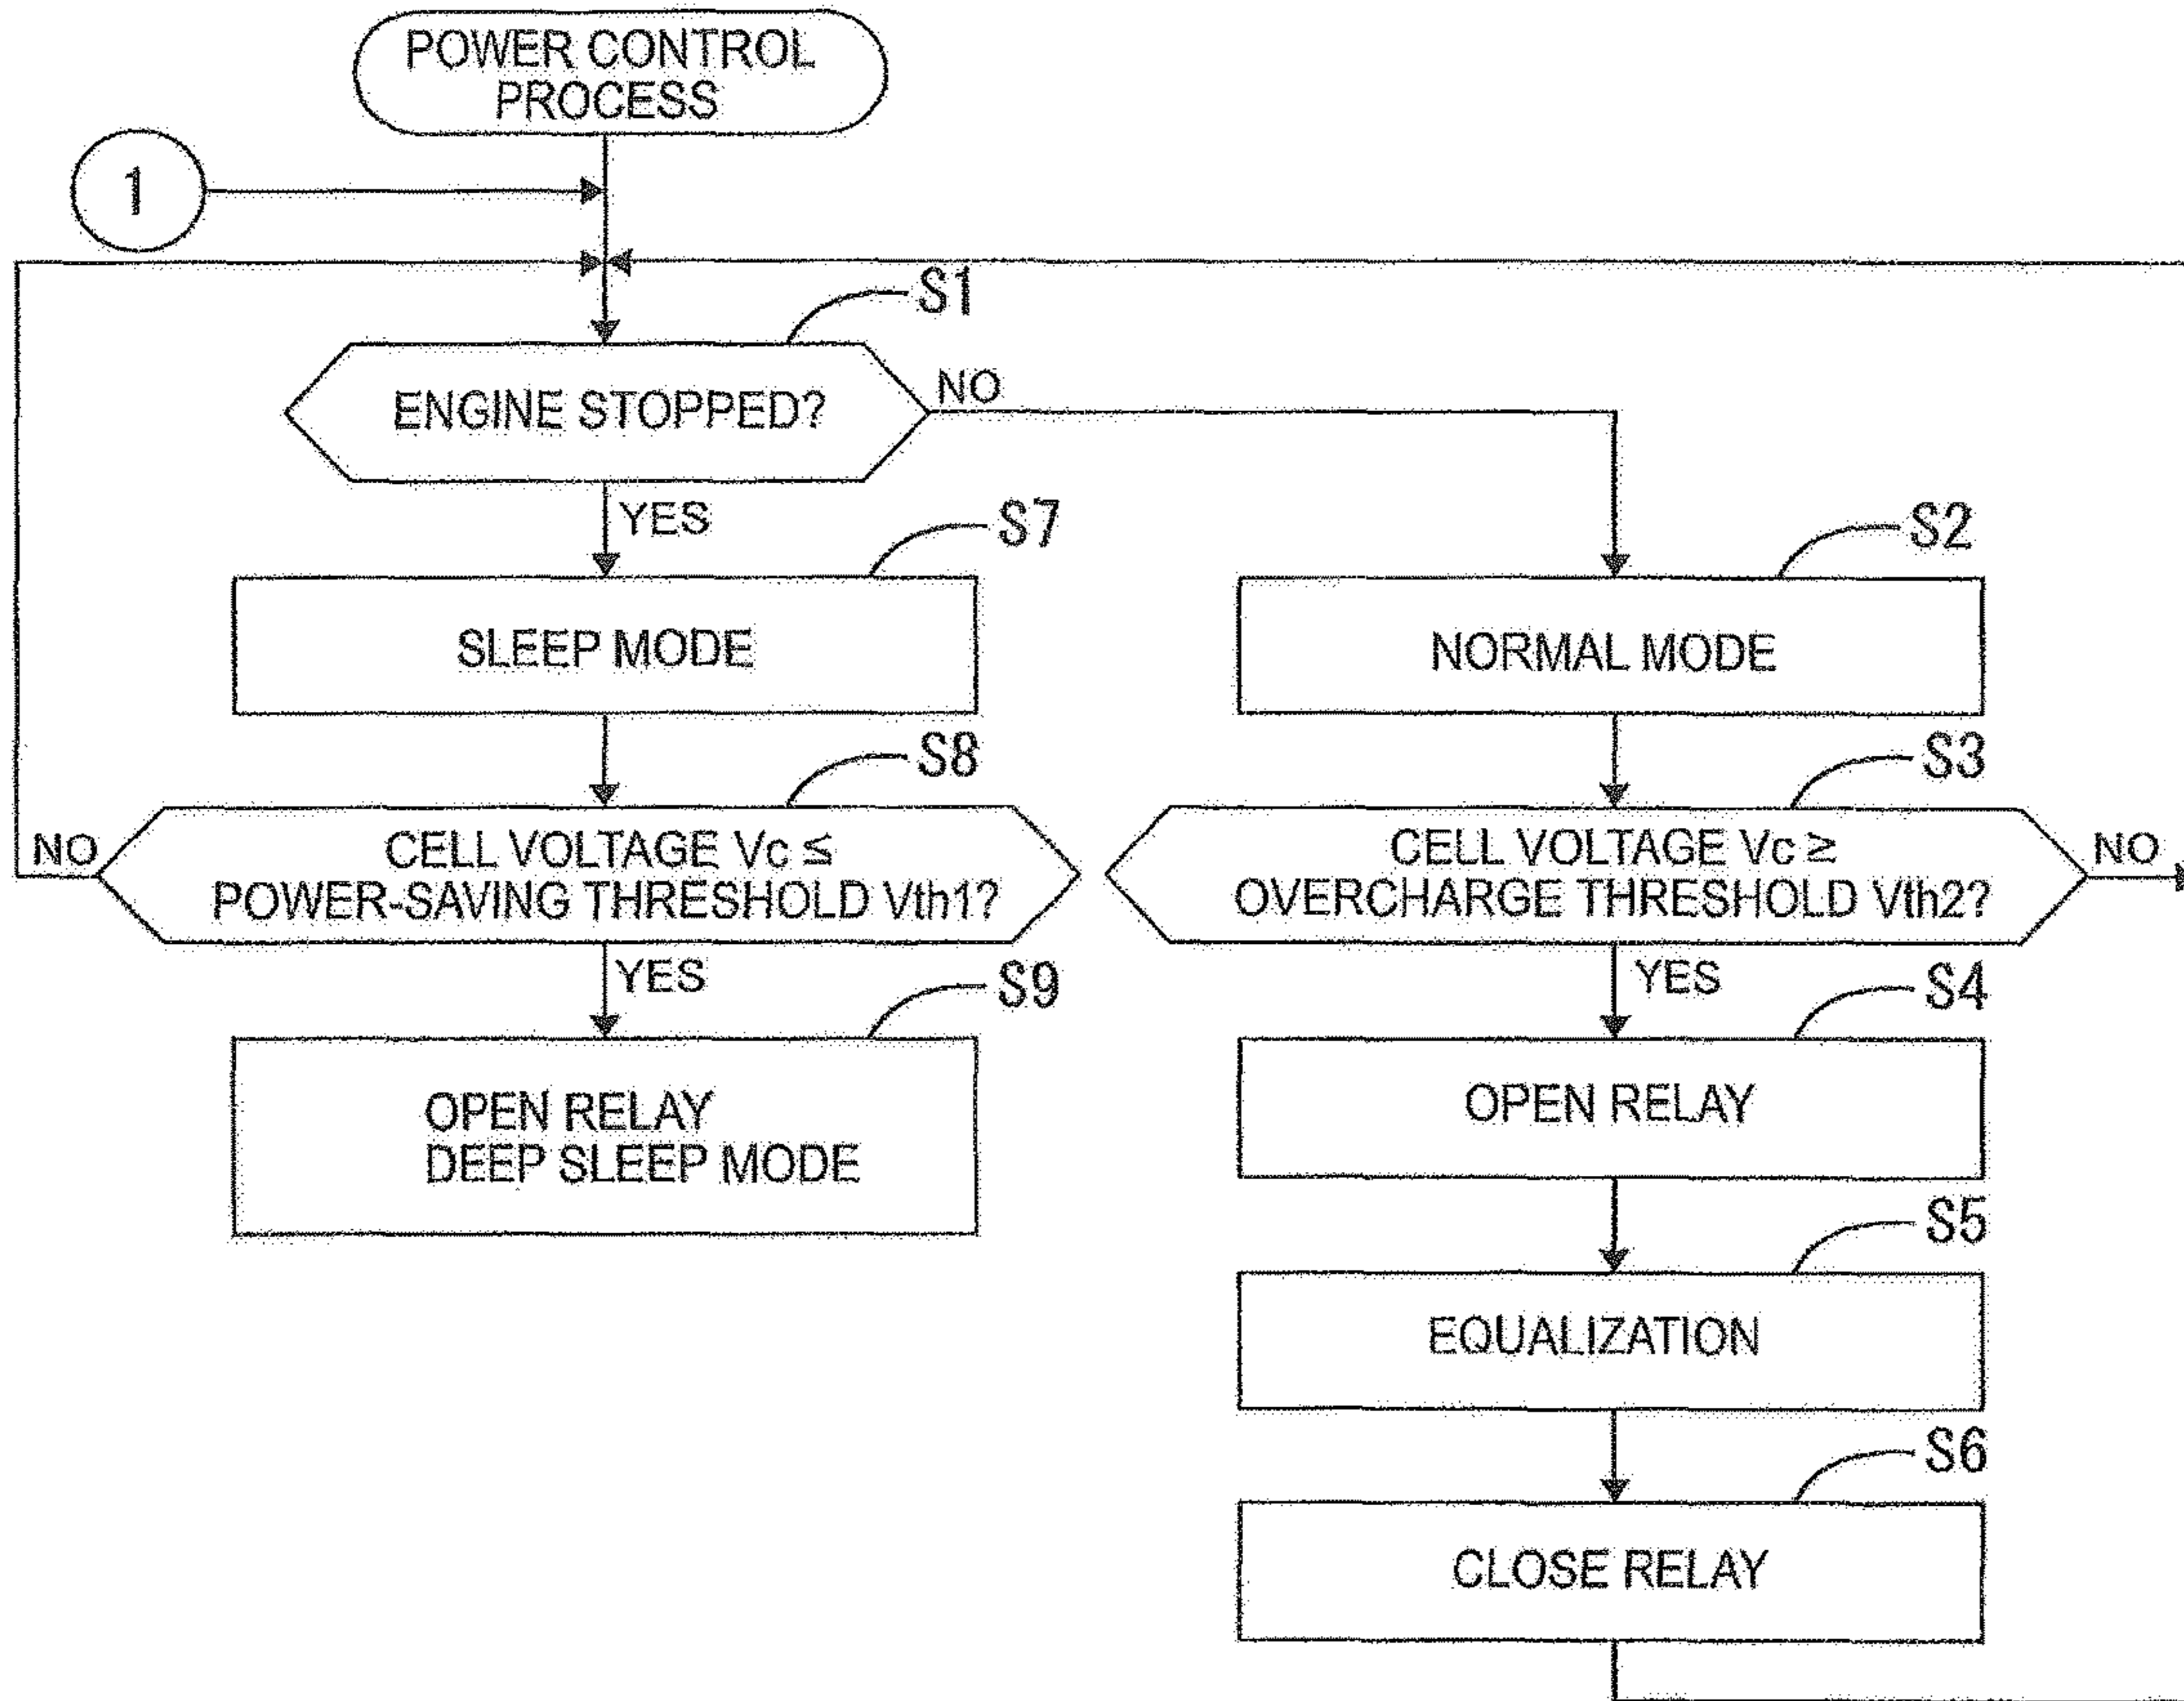 POWER CONTROL
PROCESS
1
S1
ENGINE STOPPED?
NO
YES
S7
SLEEP MODE
S2
NORMAL MODE
S8
CELL VOLTAGE Vc ≤
POWER-SAVING THRESHOLD Vth1?
NO
YES
S3
CELL VOLTAGE Vc ≥
OVERCHARGE THRESHOLD Vth2?
NO
YES
S9
OPEN RELAY
DEEP SLEEP MODE
S4
OPEN RELAY
S5
EQUALIZATION
S6
CLOSE RELAY